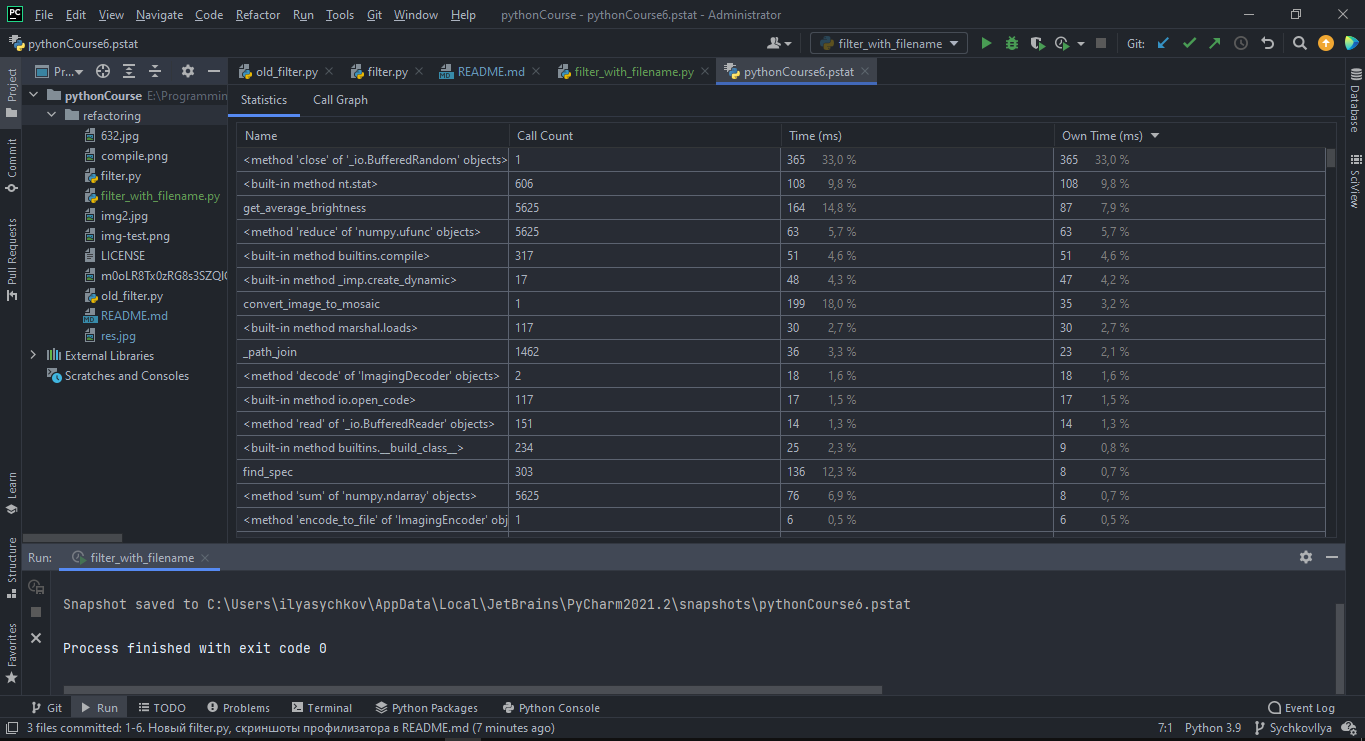 PC File Edit View Navigate Code Refactor Run Tools Git Window Help pythonCourse - pythonCourse6.pstat - Administrator
pythonCourse6.pstat filter_with_filename Git:
Project Pr... old_filter.py filter.py README.md filter_with_filename.py pythonCourse6.pstat
pythonCourse E:\Programmin
refactoring
632.jpg
compile.png
filter.py
filter_with_filename.py
img2.jpg
img-test.png
LICENSE
m0oLR8Tx0zRG8s3SZQI
old_filter.py
README.md
res.jpg
External Libraries
Scratches and Consoles
Commit
Pull Requests
Learn
Structure
Favorites
Database
SciView
Statistics Call Graph
Name Call Count Time (ms) Own Time (ms)
<method 'close' of '_io.BufferedRandom' objects> 1 365 33,0 % 365 33,0 %
<built-in method nt.stat> 606 108 9,8 % 108 9,8 %
get_average_brightness 5625 164 14,8 % 87 7,9 %
<method 'reduce' of 'numpy.ufunc' objects> 5625 63 5,7 % 63 5,7 %
<built-in method builtins.compile> 317 51 4,6 % 51 4,6 %
<built-in method _imp.create_dynamic> 17 48 4,3 % 47 4,2 %
convert_image_to_mosaic 1 199 18,0 % 35 3,2 %
<built-in method marshal.loads> 117 30 2,7 % 30 2,7 %
_path_join 1462 36 3,3 % 23 2,1 %
<method 'decode' of 'ImagingDecoder' objects> 2 18 1,6 % 18 1,6 %
<built-in method io.open_code> 117 17 1,5 % 17 1,5 %
<method 'read' of '_io.BufferedReader' objects> 151 14 1,3 % 14 1,3 %
<built-in method builtins.__build_class__> 234 25 2,3 % 9 0,8 %
find_spec 303 136 12,3 % 8 0,7 %
<method 'sum' of 'numpy.ndarray' objects> 5625 76 6,9 % 8 0,7 %
<method 'encode_to_file' of 'ImagingEncoder' obj 1 6 0,5 % 6 0,5 %
Run: filter_with_filename
Snapshot saved to C:\Users\ilyasychkov\AppData\Local\JetBrains\PyCharm2021.2\snapshots\pythonCourse6.pstat
Process finished with exit code 0
Git Run TODO Problems Terminal Python Packages Python Console Event Log
3 files committed: 1-6. Новый filter.py, скриншоты профилизатора в README.md (7 minutes ago) 7:1 Python 3.9 SychkovIlya